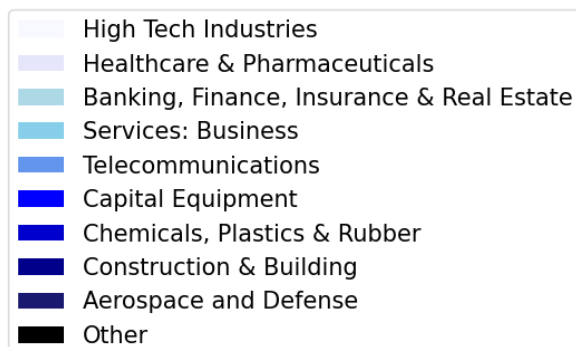 High Tech Industries
Healthcare & Pharmaceuticals
Banking, Finance, Insurance & Real Estate
Services: Business
Telecommunications
Capital Equipment
Chemicals, Plastics & Rubber
Construction & Building
Aerospace and Defense
Other